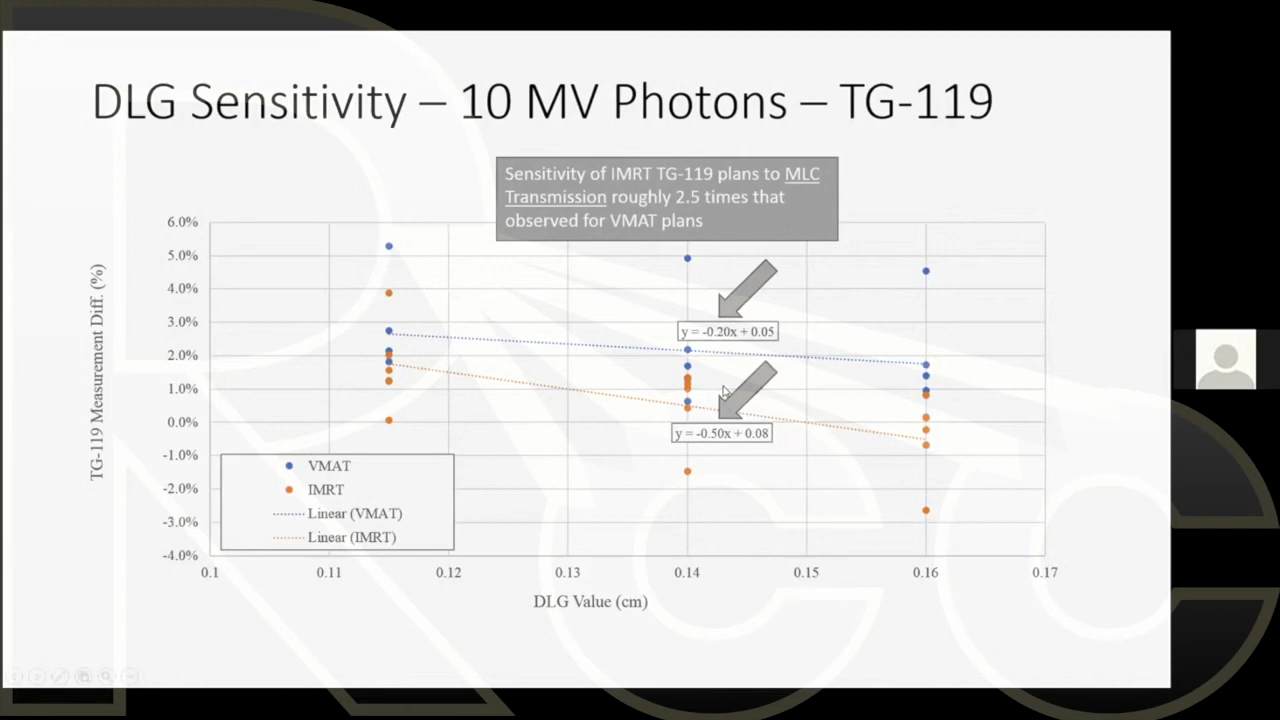 DLG Sensitivity – 10 MV Photons – TG-119
Sensitivity of IMRT TG-119 plans to MLC
Transmission roughly 2.5 times that
observed for VMAT plans
6.0%
5.0%
4.0%
3.0%
2.0%
1.0%
0.0%
-1.0%
-2.0%
-3.0%
-4.0%
TG-119 Measurement Diff. (%)
y = -0.20x + 0.05
y = -0.50x + 0.08
VMAT
IMRT
Linear (VMAT)
Linear (IMRT)
0.1 0.11 0.12 0.13 0.14 0.15 0.16 0.17
DLG Value (cm)
RCC